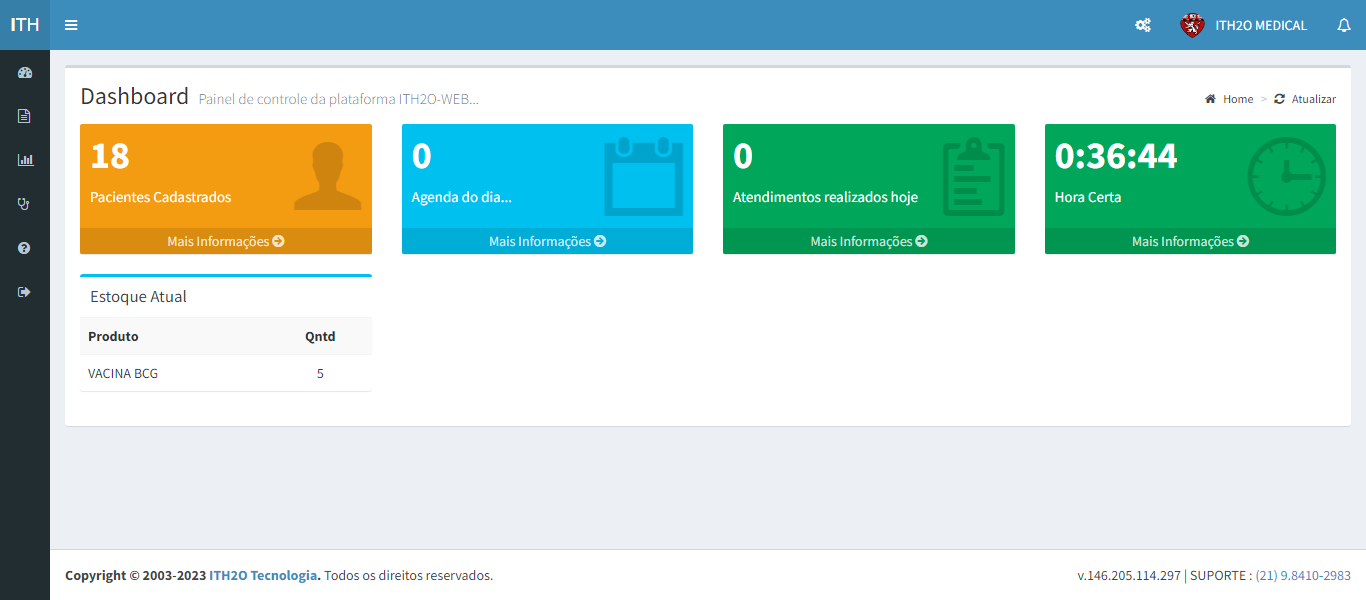 ITH
ITH2O MEDICAL
Dashboard Painel de controle da plataforma ITH2O-WEB...
Home > Atualizar
18
Pacientes Cadastrados
Mais Informações
0
Agenda do dia...
Mais Informações
0
Atendimentos realizados hoje
Mais Informações
0:36:44
Hora Certa
Mais Informações
Estoque Atual
Produto Qntd
VACINA BCG 5
Copyright © 2003-2023 ITH2O Tecnologia. Todos os direitos reservados.
v.146.205.114.297 | SUPORTE : (21) 9.8410-2983